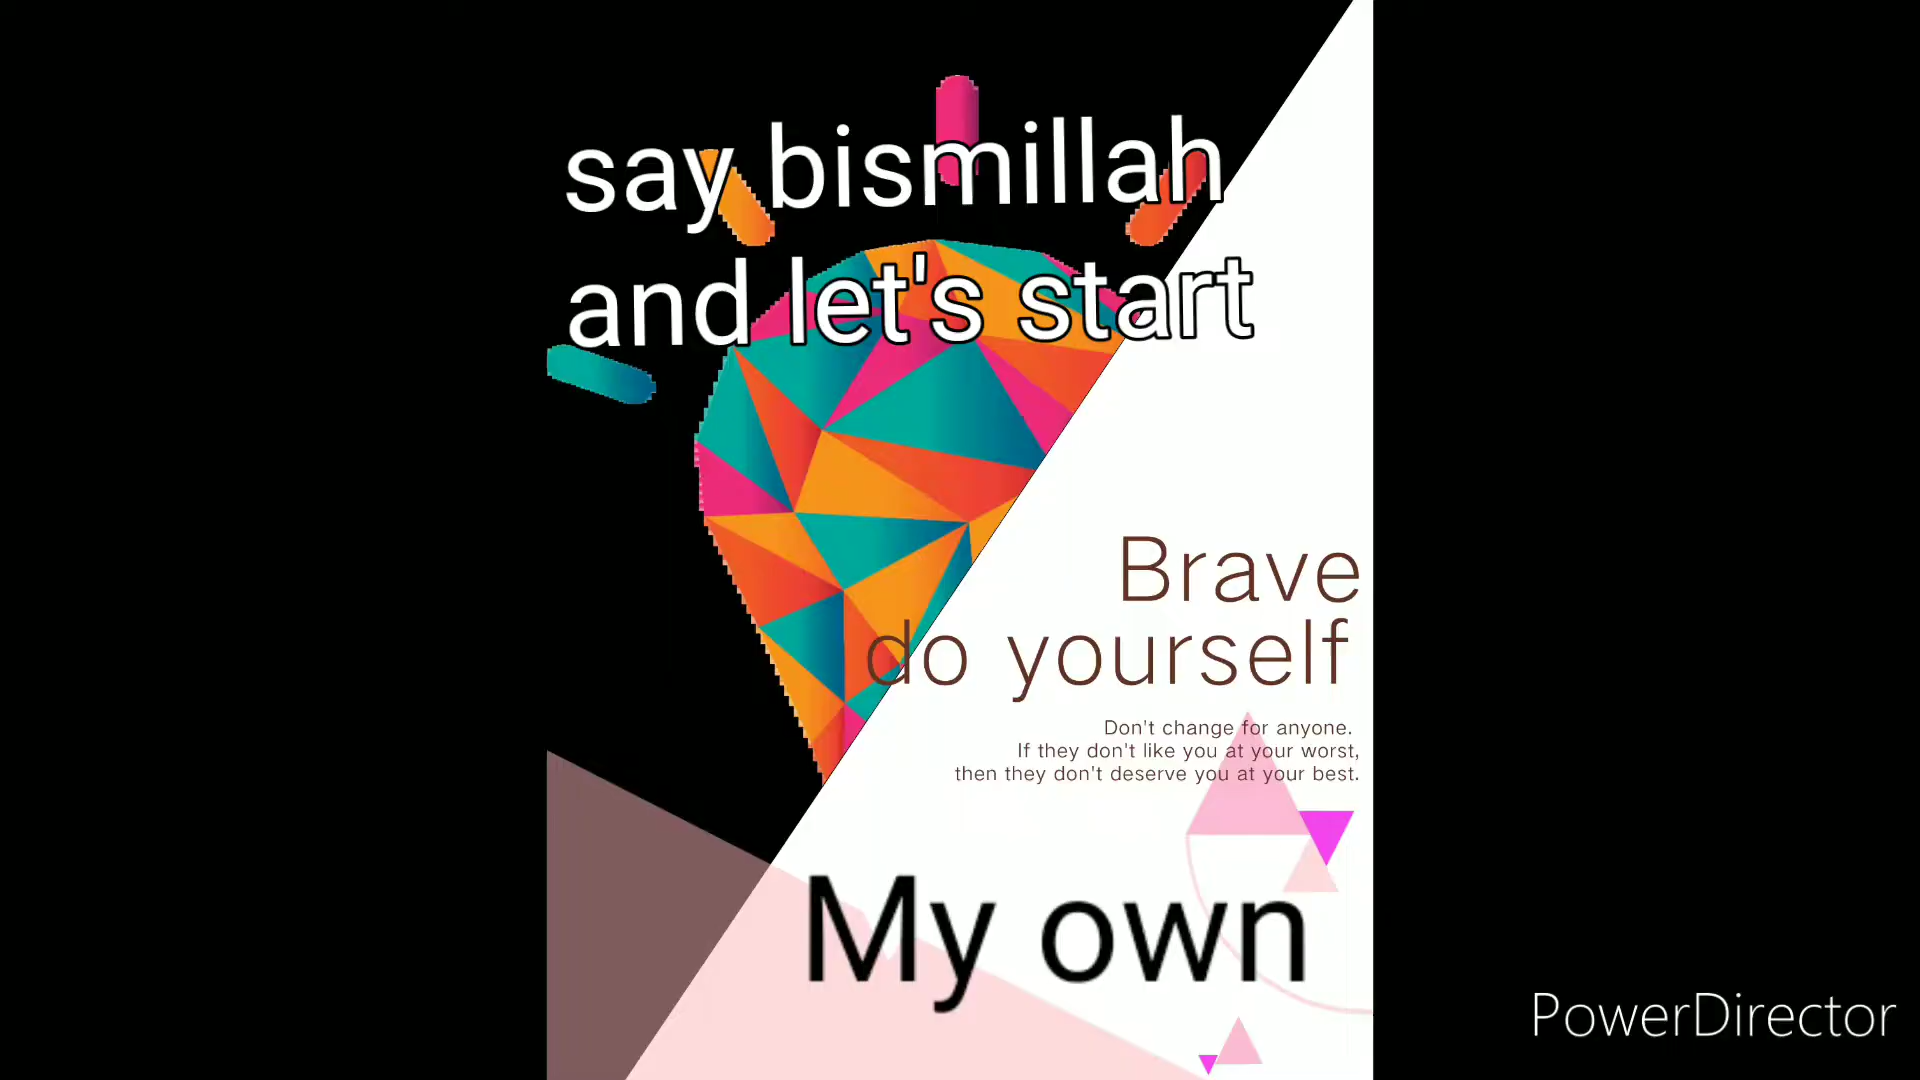 say bismillah
and let's start
Brave
do yourself
Don't change for anyone.
If they don't like you at your worst,
then they don't deserve you at your best.
My own
PowerDirector